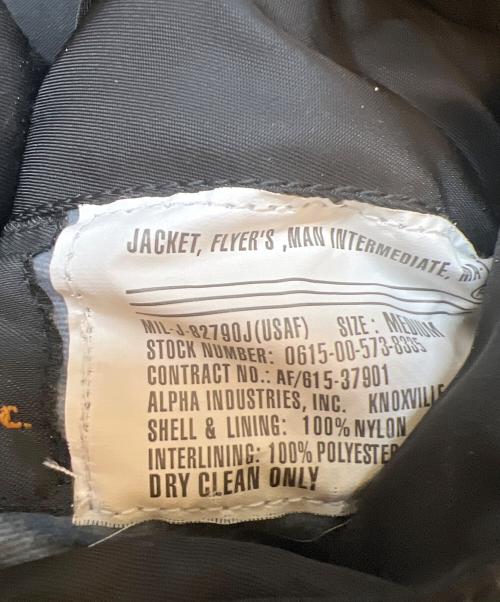 JACKET, FLYER'S ,MAN INTERMEDIATE,
MIL-J-82790J(USAF) SIZE: MEDIUM
STOCK NUMBER: 0615-00-573-8335
CONTRACT NO.: AF/615-37901
ALPHA INDUSTRIES, INC. KNOXVILLE
SHELL & LINING: 100% NYLON
INTERLINING: 100% POLYESTER
DRY CLEAN ONLY
C.